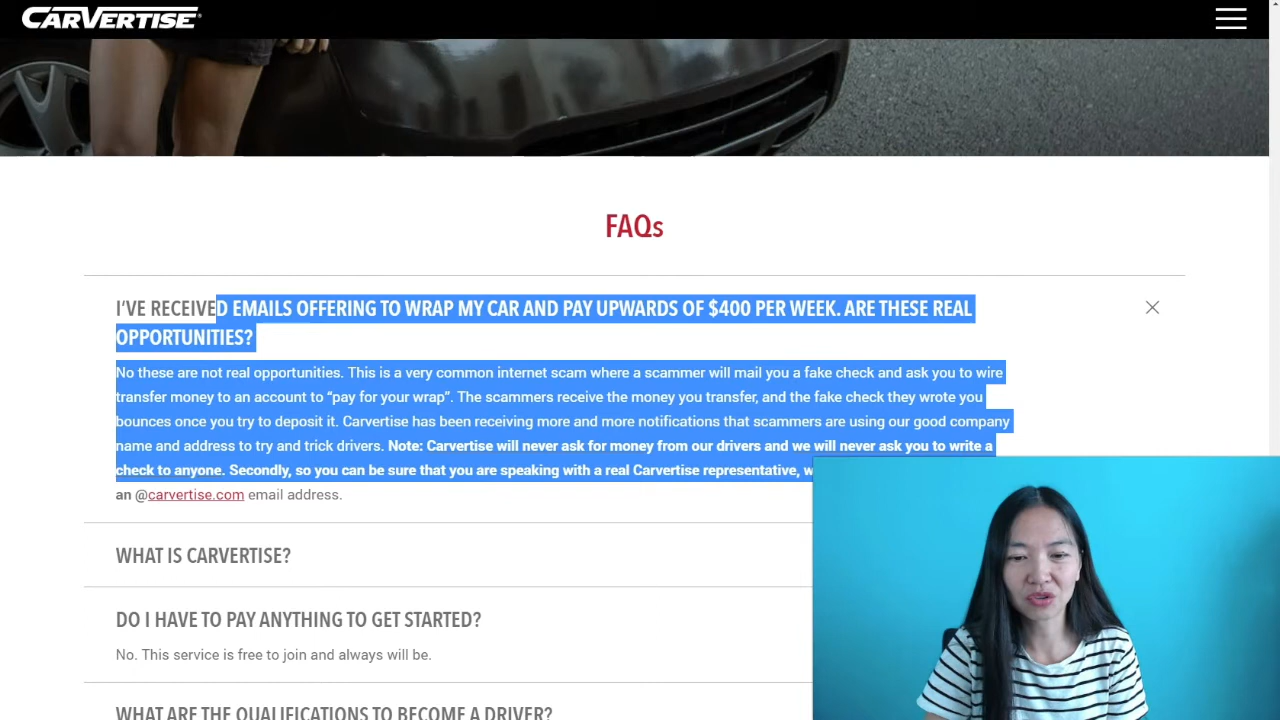 CARVERTISE®
FAQs
I'VE RECEIVED EMAILS OFFERING TO WRAP MY CAR AND PAY UPWARDS OF $400 PER WEEK. ARE THESE REAL
OPPORTUNITIES?
No these are not real opportunities. This is a very common internet scam where a scammer will mail you a fake check and ask you to wire
transfer money to an account to “pay for your wrap”. The scammers receive the money you transfer, and the fake check they wrote you
bounces once you try to deposit it. Carvertise has been receiving more and more notifications that scammers are using our good company
name and address to try and trick drivers. Note: Carvertise will never ask for money from our drivers and we will never ask you to write a
check to anyone. Secondly, so you can be sure that you are speaking with a real Carvertise representative,
an @carvertise.com email address.
WHAT IS CARVERTISE?
DO I HAVE TO PAY ANYTHING TO GET STARTED?
No. This service is free to join and always will be.
WHAT ARE THE QUALIFICATIONS TO BECOME A DRIVER?